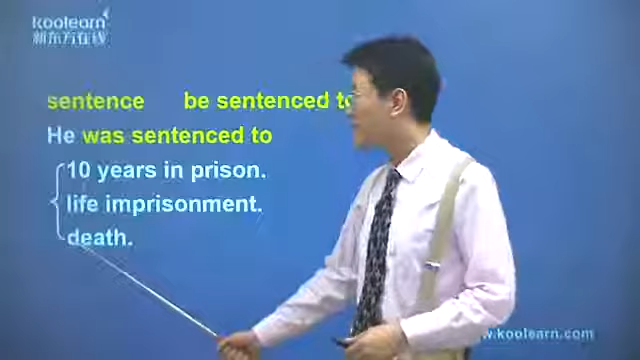 koolearn
新东方在线
sentence be sentenced to
He was sentenced to
10 years in prison.
life imprisonment.
death.
www.koolearn.com